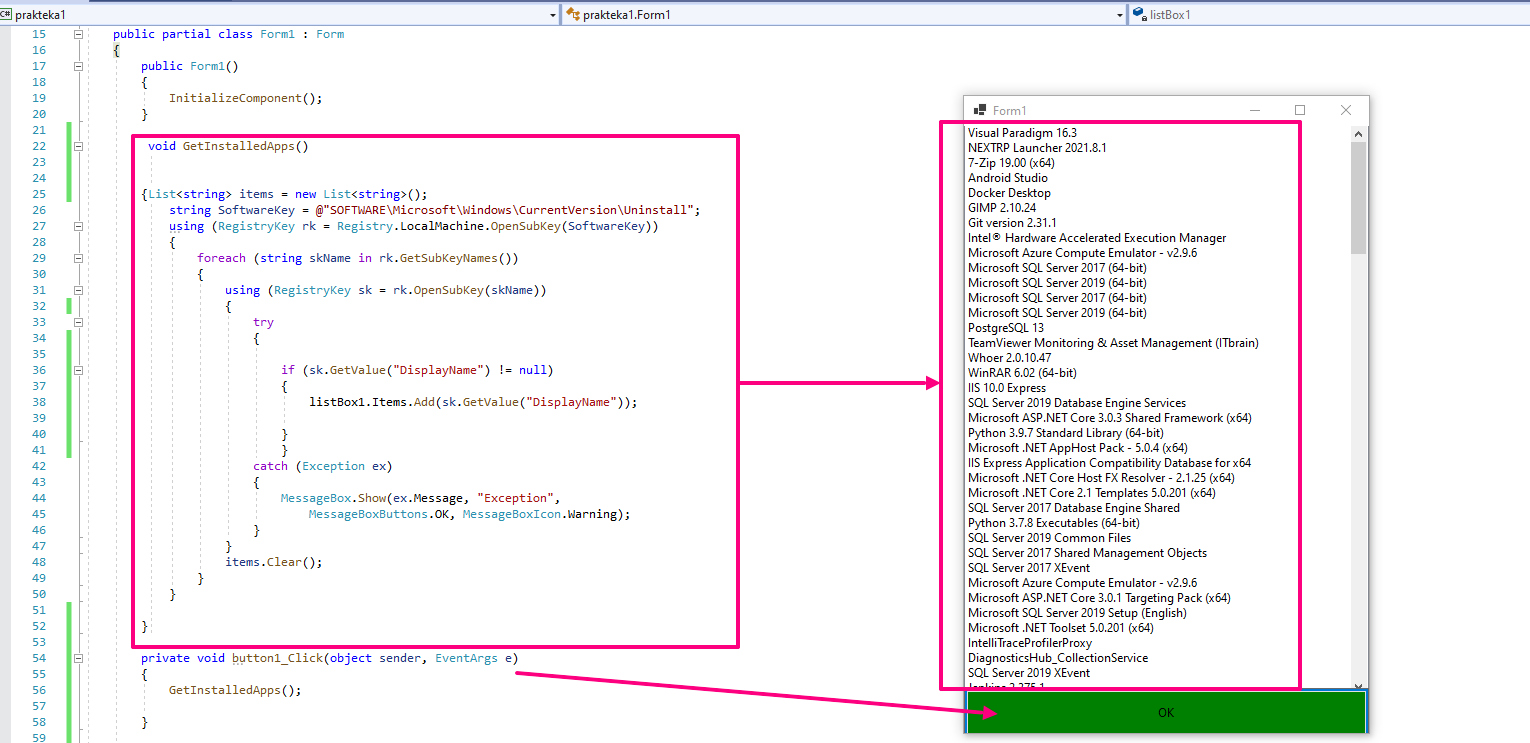 C# prakteka1
prakteka1.Form1
listBox1
15 public partial class Form1 : Form
16 {
17 public Form1()
18 {
19 InitializeComponent();
20 }
21
22 void GetInstalledApps()
23
24
25 {List<string> items = new List<string>();
26 string SoftwareKey = @"SOFTWARE\Microsoft\Windows\CurrentVersion\Uninstall";
27 using (RegistryKey rk = Registry.LocalMachine.OpenSubKey(SoftwareKey))
28 {
29 foreach (string skName in rk.GetSubKeyNames())
30 {
31 using (RegistryKey sk = rk.OpenSubKey(skName))
32 {
33 try
34 {
35
36 if (sk.GetValue("DisplayName") != null)
37 {
38 listBox1.Items.Add(sk.GetValue("DisplayName"));
39
40 }
41 }
42 catch (Exception ex)
43 {
44 MessageBox.Show(ex.Message, "Exception",
45 MessageBoxButtons.OK, MessageBoxIcon.Warning);
46 }
47 }
48 items.Clear();
49 }
50 }
51
52 }
53
54 private void button1_Click(object sender, EventArgs e)
55 {
56 GetInstalledApps();
57
58 }
59
Form1
Visual Paradigm 16.3
NEXTRP Launcher 2021.8.1
7-Zip 19.00 (x64)
Android Studio
Docker Desktop
GIMP 2.10.24
Git version 2.31.1
Intel® Hardware Accelerated Execution Manager
Microsoft Azure Compute Emulator - v2.9.6
Microsoft SQL Server 2017 (64-bit)
Microsoft SQL Server 2019 (64-bit)
Microsoft SQL Server 2017 (64-bit)
Microsoft SQL Server 2019 (64-bit)
PostgreSQL 13
TeamViewer Monitoring & Asset Management (ITbrain)
Whoer 2.0.10.47
WinRAR 6.02 (64-bit)
IIS 10.0 Express
SQL Server 2019 Database Engine Services
Microsoft ASP.NET Core 3.0.3 Shared Framework (x64)
Python 3.9.7 Standard Library (64-bit)
Microsoft .NET AppHost Pack - 5.0.4 (x64)
IIS Express Application Compatibility Database for x64
Microsoft .NET Core Host FX Resolver - 2.1.25 (x64)
Microsoft .NET Core 2.1 Templates 5.0.201 (x64)
SQL Server 2017 Database Engine Shared
Python 3.7.8 Executables (64-bit)
SQL Server 2019 Common Files
SQL Server 2017 Shared Management Objects
SQL Server 2017 XEvent
Microsoft Azure Compute Emulator - v2.9.6
Microsoft ASP.NET Core 3.0.1 Targeting Pack (x64)
Microsoft SQL Server 2019 Setup (English)
Microsoft .NET Toolset 5.0.201 (x64)
IntelliTraceProfilerProxy
DiagnosticsHub_CollectionService
SQL Server 2019 XEvent
OK